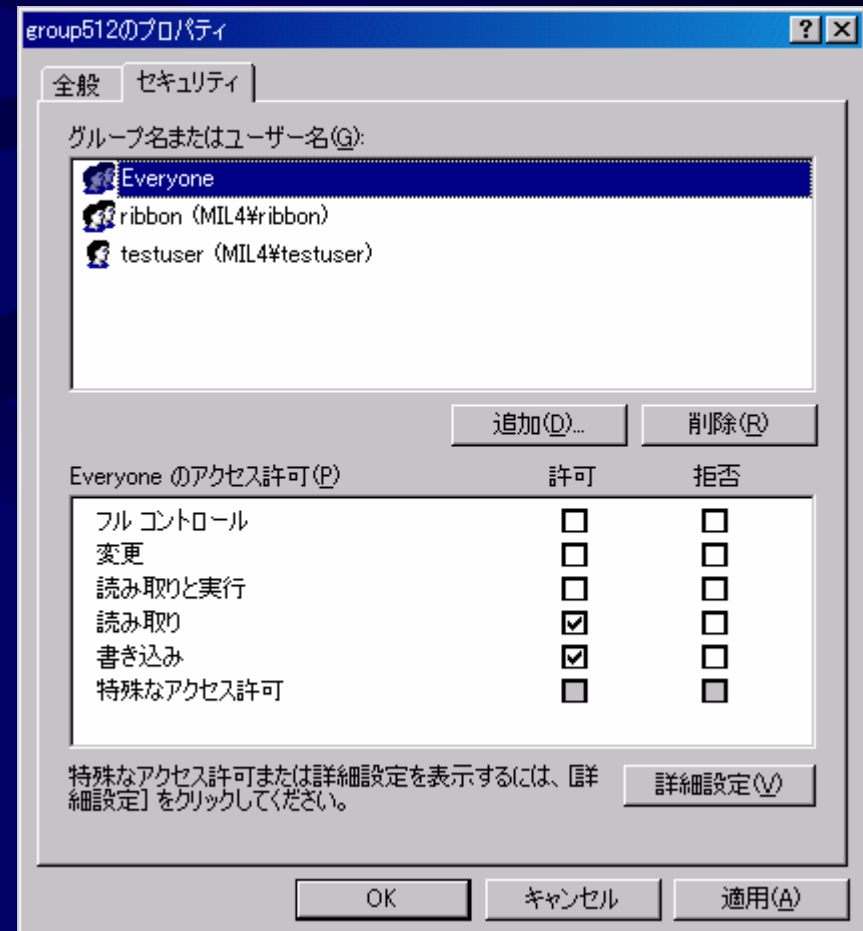 group512のプロパティ
全般 セキュリティ
グループ名またはユーザー名(G):
Everyone
ribbon (MIL4¥ribbon)
testuser (MIL4¥testuser)
追加(D)... 削除(R)
Everyone のアクセス許可(P) 許可 拒否
フル コントロール
変更
読み取りと実行
読み取り
書き込み
特殊なアクセス許可
特殊なアクセス許可または詳細設定を表示するには、[詳
細設定] をクリックしてください。
詳細設定(V)
OK キャンセル 適用(A)